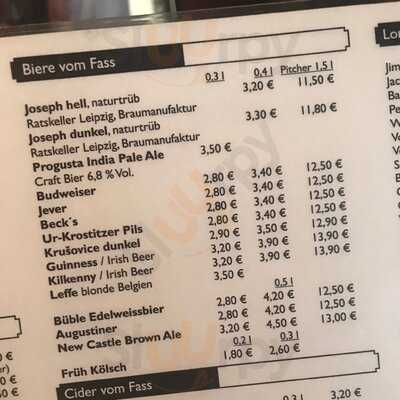 Biere vom Fass
0,3 l 0,4 l Pitcher 1,5 l
Joseph hell, naturtrüb 3,20 € 11,50 €
Ratskeller Leipzig, Braumanufaktur
Joseph dunkel, naturtrüb 3,30 € 11,80 €
Ratskeller Leipzig, Braumanufaktur
Progusta India Pale Ale 3,50 €
Craft Bier 6,8 % Vol.
Budweiser 2,80 € 3,40 € 12,50 €
Jever 2,80 € 3,40 € 12,50 €
Beck´s 2,80 € 3,40 € 12,50 €
Ur-Krostitzer Pils 2,80 € 3,40 € 12,50 €
Krušovice dunkel 2,90 € 3,50 € 12,90 €
Guinness / Irish Beer 3,20 € 3,90 € 13,90 €
Kilkenny / Irish Beer 3,20 € 3,90 € 13,90 €
Leffe blonde Belgien 3,50 €
0,5 l
Büble Edelweissbier 2,80 € 4,20 € 12,50 €
Augustiner 2,80 € 4,20 € 12,50 €
New Castle Brown Ale 3,20 € 4,50 € 13,00 €
0,2 l 0,3 l
Früh Kölsch 1,80 € 2,60 €
Cider vom Fass
0,3 l
3,20 €